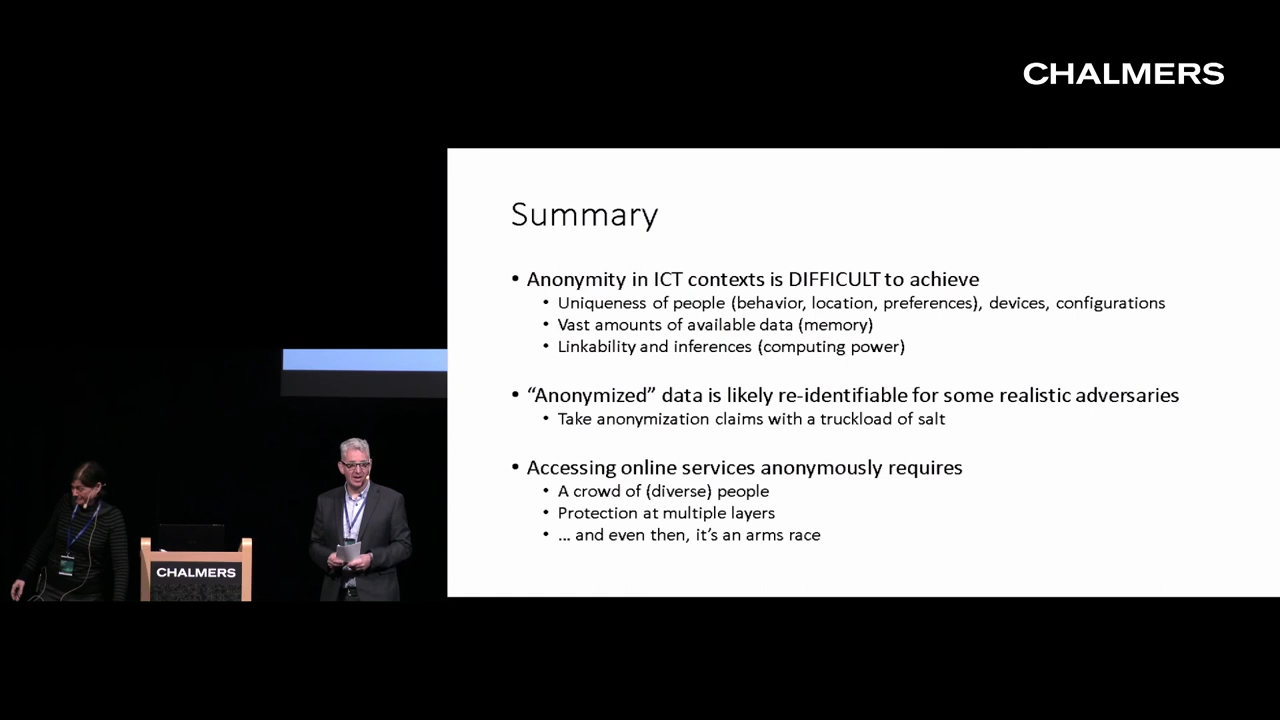 CHALMERS
Summary
• Anonymity in ICT contexts is DIFFICULT to achieve
• Uniqueness of people (behavior, location, preferences), devices, configurations
• Vast amounts of available data (memory)
• Linkability and inferences (computing power)
• “Anonymized” data is likely re-identifiable for some realistic adversaries
• Take anonymization claims with a truckload of salt
• Accessing online services anonymously requires
• A crowd of (diverse) people
• Protection at multiple layers
• ... and even then, it’s an arms race
CHALMERS